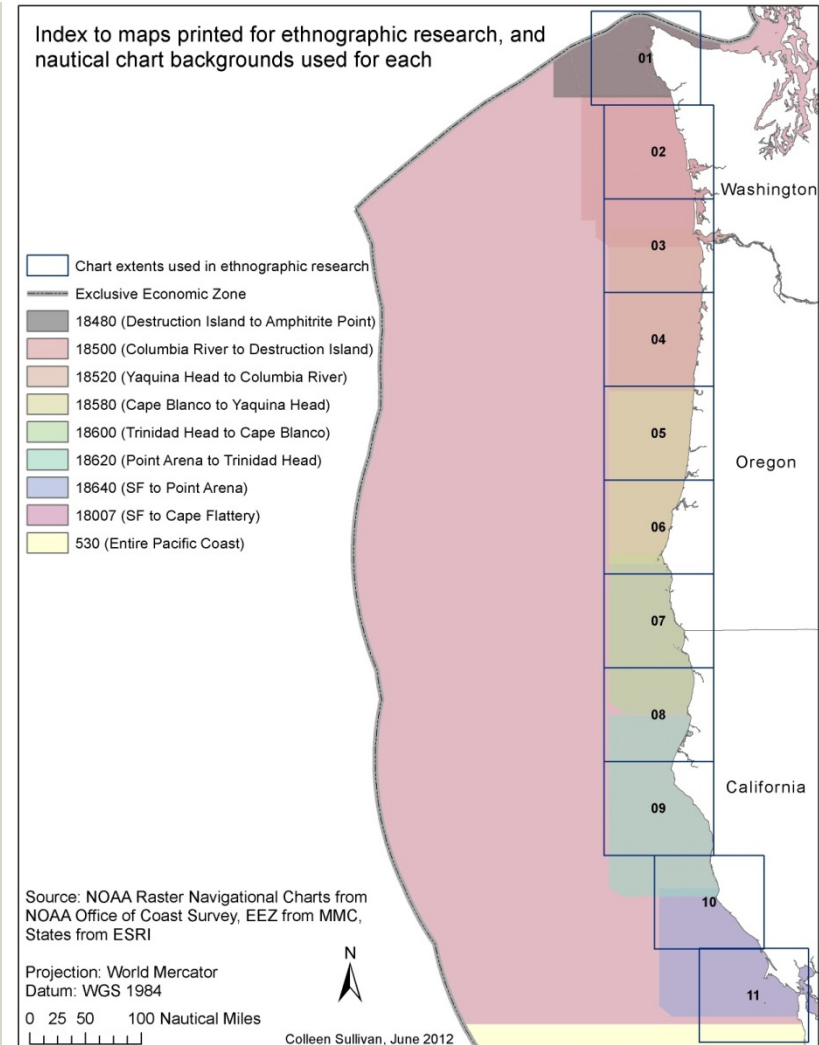 Index to maps printed for ethnographic research, and
nautical chart backgrounds used for each
01
02
Washington
03
Chart extents used in ethnographic research
Exclusive Economic Zone
18480 (Destruction Island to Amphitrite Point)
18500 (Columbia River to Destruction Island)
18520 (Yaquina Head to Columbia River)
18580 (Cape Blanco to Yaquina Head)
18600 (Trinidad Head to Cape Blanco)
18620 (Point Arena to Trinidad Head)
18640 (SF to Point Arena)
18007 (SF to Cape Flattery)
530 (Entire Pacific Coast)
04
05
Oregon
06
07
08
California
09
10
11
Source: NOAA Raster Navigational Charts from
NOAA Office of Coast Survey, EEZ from MMC,
States from ESRI
Projection: World Mercator
Datum: WGS 1984
0 25 50 100 Nautical Miles
N
Colleen Sullivan, June 2012